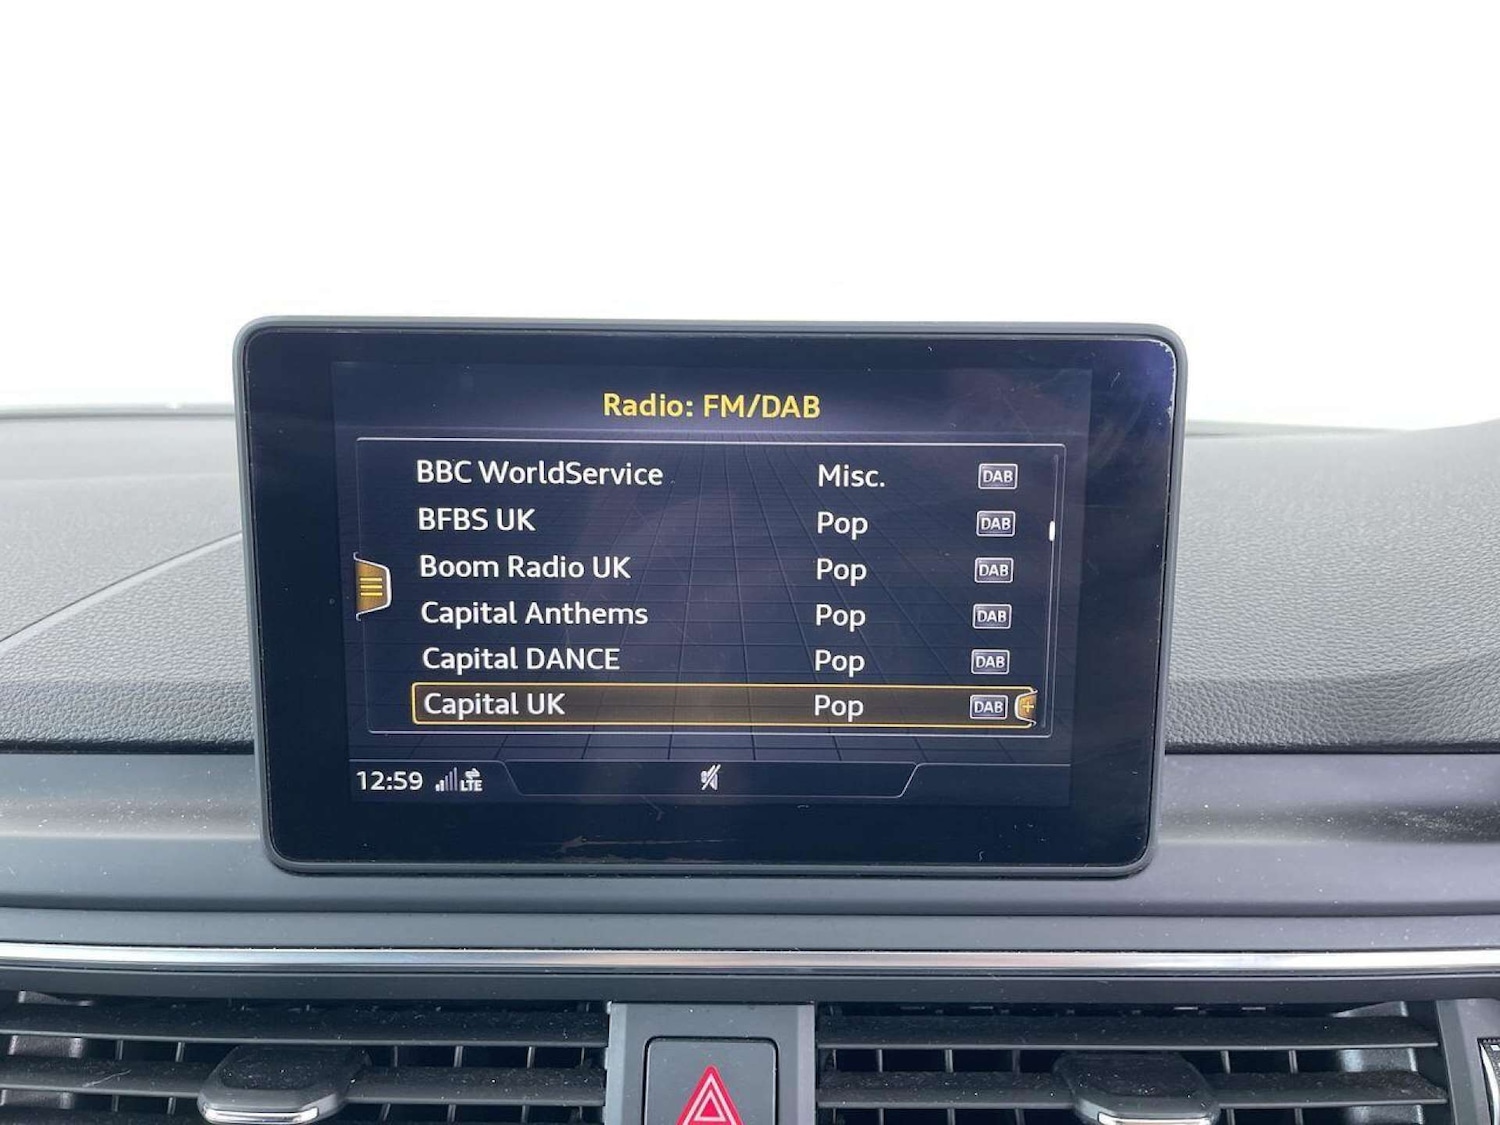 Radio: FM/DAB
BBC WorldService Misc. DAB
BFBS UK Pop DAB
Boom Radio UK Pop DAB
Capital Anthems Pop DAB
Capital DANCE Pop DAB
Capital UK Pop DAB
12:59 LTE